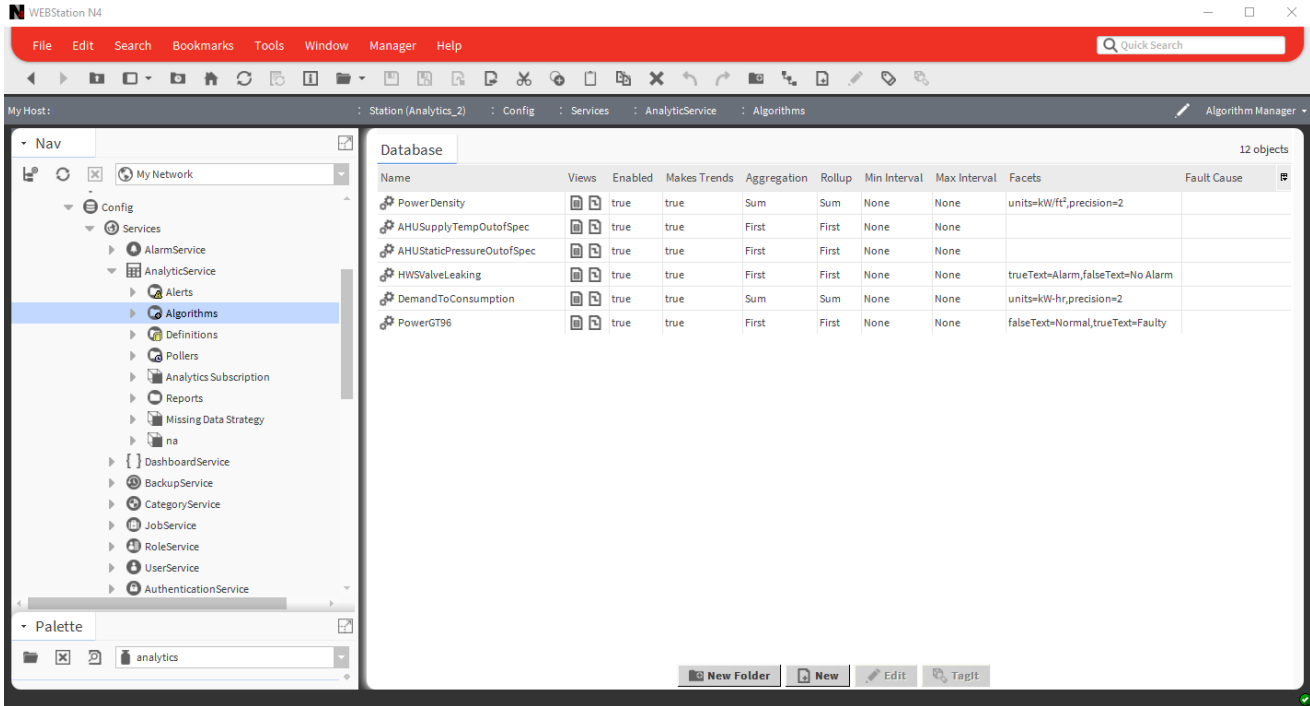 WEBStation N4
File Edit Search Bookmarks Tools Window Manager Help Quick Search
My Host : : Station (Analytics_2) : Config : Services : AnalyticService : Algorithms Algorithm Manager
Nav
My Network
Config
Services
AlarmService
AnalyticService
Alerts
Algorithms
Definitions
Pollers
Analytics Subscription
Reports
Missing Data Strategy
na
DashboardService
BackupService
CategoryService
JobService
RoleService
UserService
AuthenticationService
Palette
analytics
Database 12 objects
Name Views Enabled Makes Trends Aggregation Rollup Min Interval Max Interval Facets Fault Cause
Power Density true true Sum Sum None None units=kW/ft²,precision=2
AHUSupplyTempOutofSpec true true First First None None
AHUStaticPressureOutofSpec true true First First None None
HWSValveLeaking true true First First None None trueText=Alarm,falseText=No Alarm
DemandToConsumption true true Sum Sum None None units=kW-hr,precision=2
PowerGT96 true true First First None None falseText=Normal,trueText=Faulty
New Folder New Edit TagIt